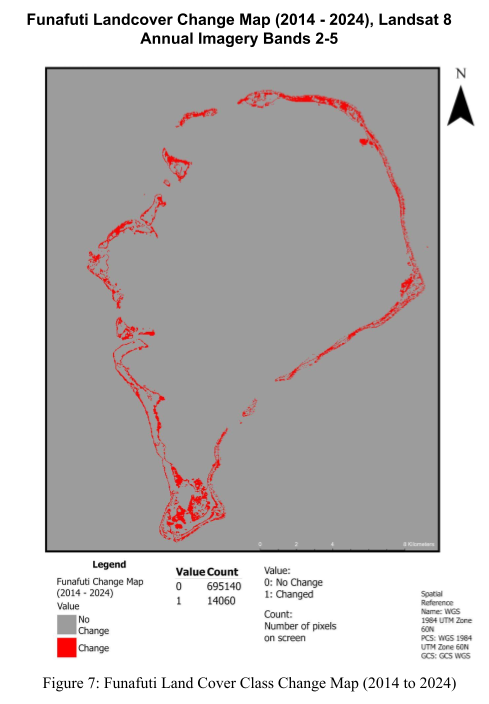 Funafuti Landcover Change Map (2014 - 2024), Landsat 8
Annual Imagery Bands 2-5
N
0 2 4 8 Kilometers
Legend
Funafuti Change Map
(2014 - 2024)
Value
No
Change
Change
Value Count
0 695140
1 14060
Value:
0: No Change
1: Changed
Count:
Number of pixels
on screen
Spatial
Reference
Name: WGS
1984 UTM Zone
60N
PCS: WGS 1984
UTM Zone 60N
GCS: GCS WGS
Figure 7: Funafuti Land Cover Class Change Map (2014 to 2024)